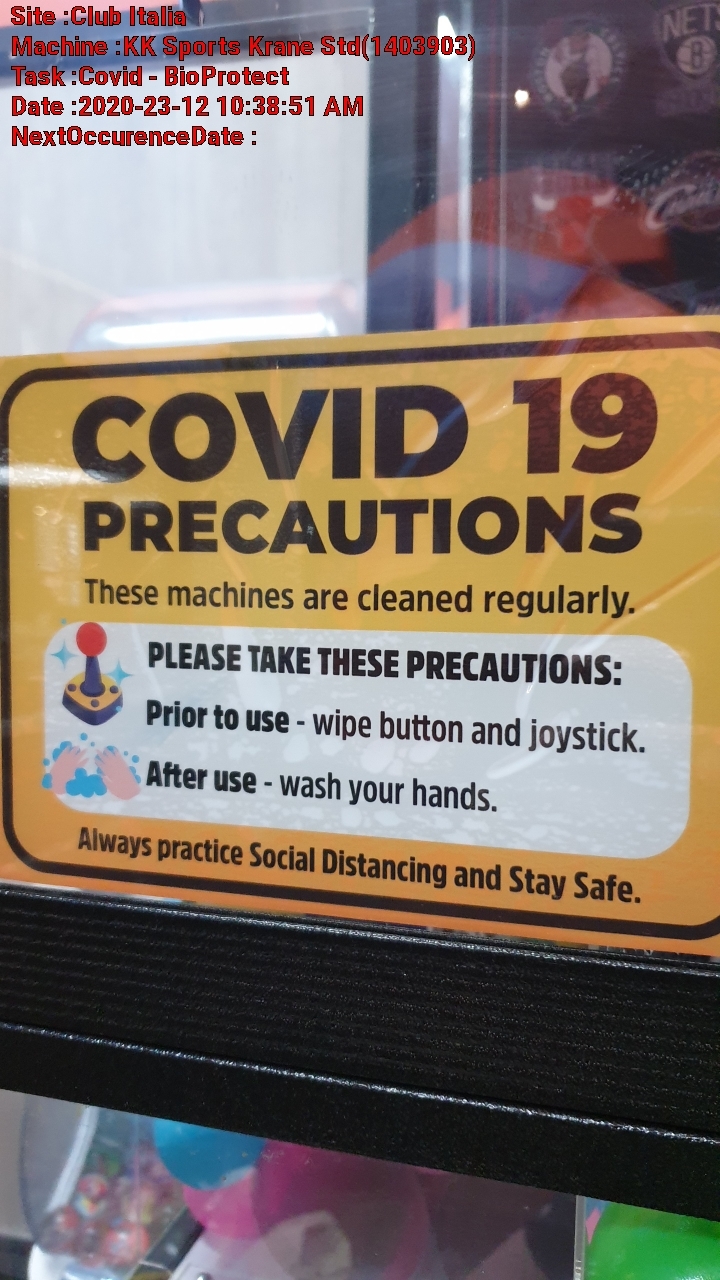 Site :Club Italia
Machine :KK Sports Krane Std(1403903)
Task :Covid - BioProtect
Date :2020-23-12 10:38:51 AM
NextOccurenceDate :
NET
B
COVID 19
PRECAUTIONS
These machines are cleaned regularly.
PLEASE TAKE THESE PRECAUTIONS:
Prior to use - wipe button and joystick.
After use - wash your hands.
Always practice Social Distancing and Stay Safe.